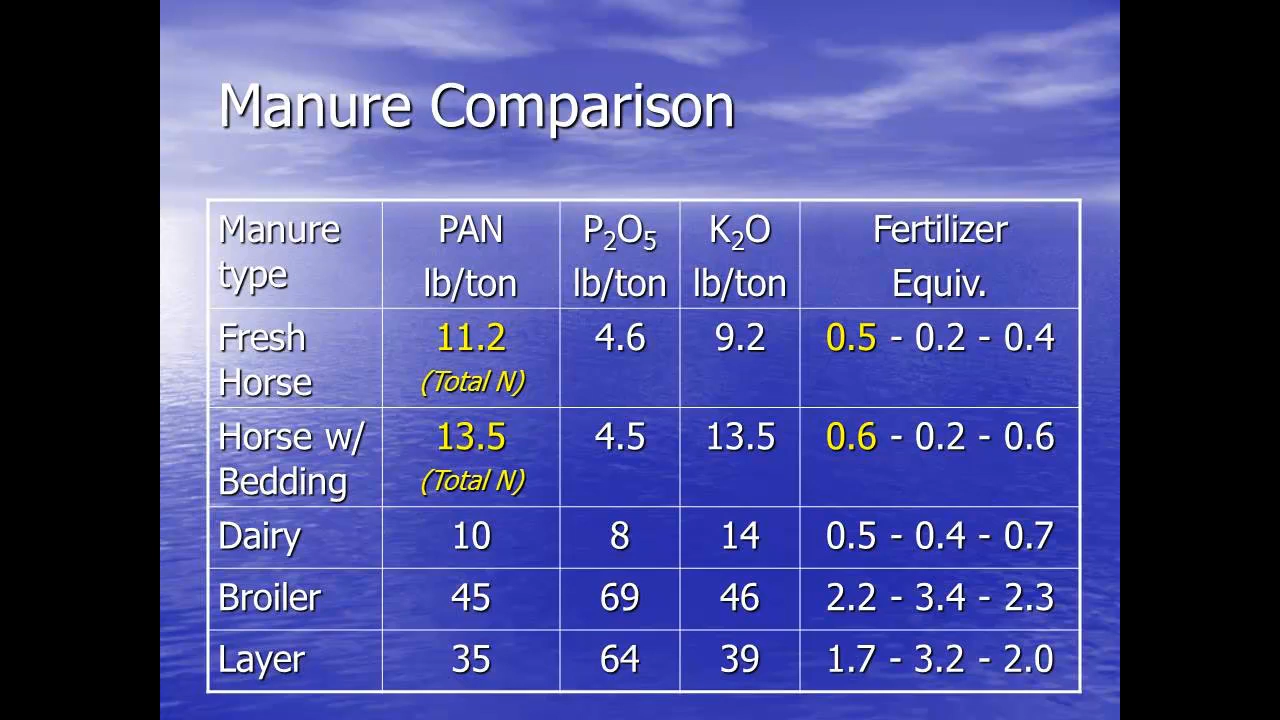 Manure Comparison
Manure type PAN lb/ton P₂O₅ lb/ton K₂O lb/ton Fertilizer Equiv.
Fresh Horse 11.2 (Total N) 4.6 9.2 0.5 - 0.2 - 0.4
Horse w/ Bedding 13.5 (Total N) 4.5 13.5 0.6 - 0.2 - 0.6
Dairy 10 8 14 0.5 - 0.4 - 0.7
Broiler 45 69 46 2.2 - 3.4 - 2.3
Layer 35 64 39 1.7 - 3.2 - 2.0